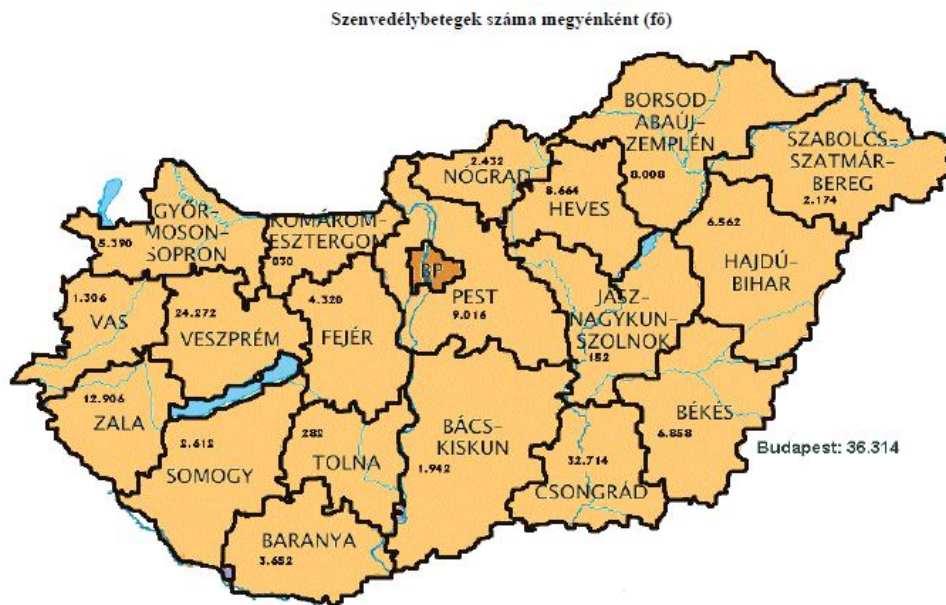 Szenvedélybetegek száma megyénként (fő)
BORSOD-
ABAÚJ-
ZEMPLÉN
8.008
SZABOLCS-
SZATMÁR-
BEREG
2.174
2.432
NÓGRAD
8.664
HEVES
6.562
HAJDÚ-
BIHAR
GYŐR-
MOSON-
SOPRON
5.390
KOMÁROM-
ESZTERGOM
830
BP
PEST
9.016
JÁSZ-
NAGYKUN-
SZOLNOK
152
1.306
VAS
24.272
VESZPRÉM
4.320
FEJÉR
12.906
ZALA
2.612
SOMOGY
282
TOLNA
BÁCS-
KISKUN
1.942
32.714
CSONGRÁD
BÉKÉS
6.858
Budapest: 36.314
BARANYA
3.652